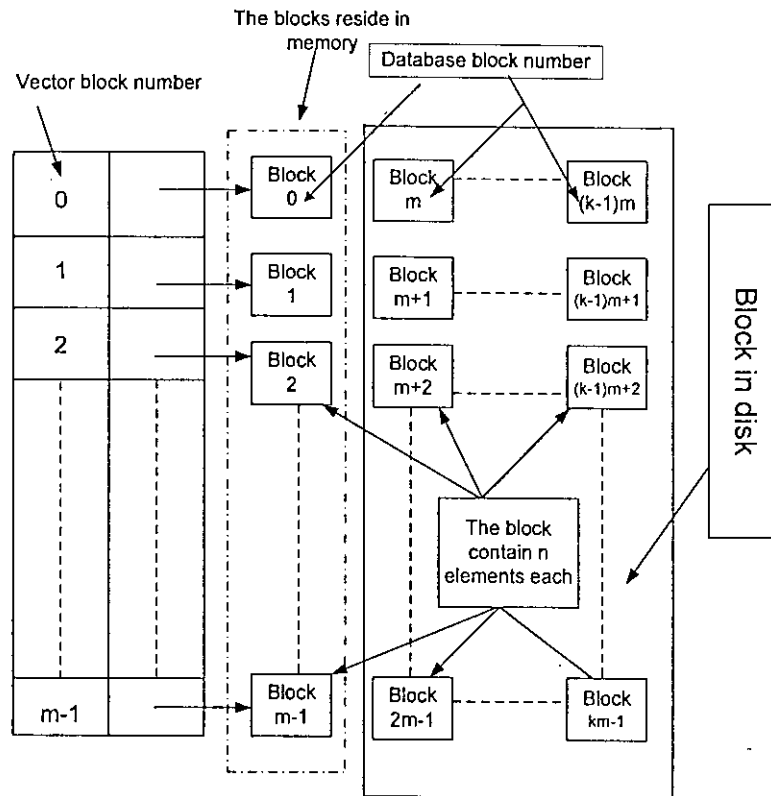 The blocks reside in
memory
Database block number
Vector block number
0
1
2
m-1
Block
0
Block
1
Block
2
Block
m-1
Block
m
Block
m+1
Block
m+2
Block
2m-1
Block
(k-1)m
Block
(k-1)m+1
Block
(k-1)m+2
Block
km-1
The block
contain n
elements each
Block in disk